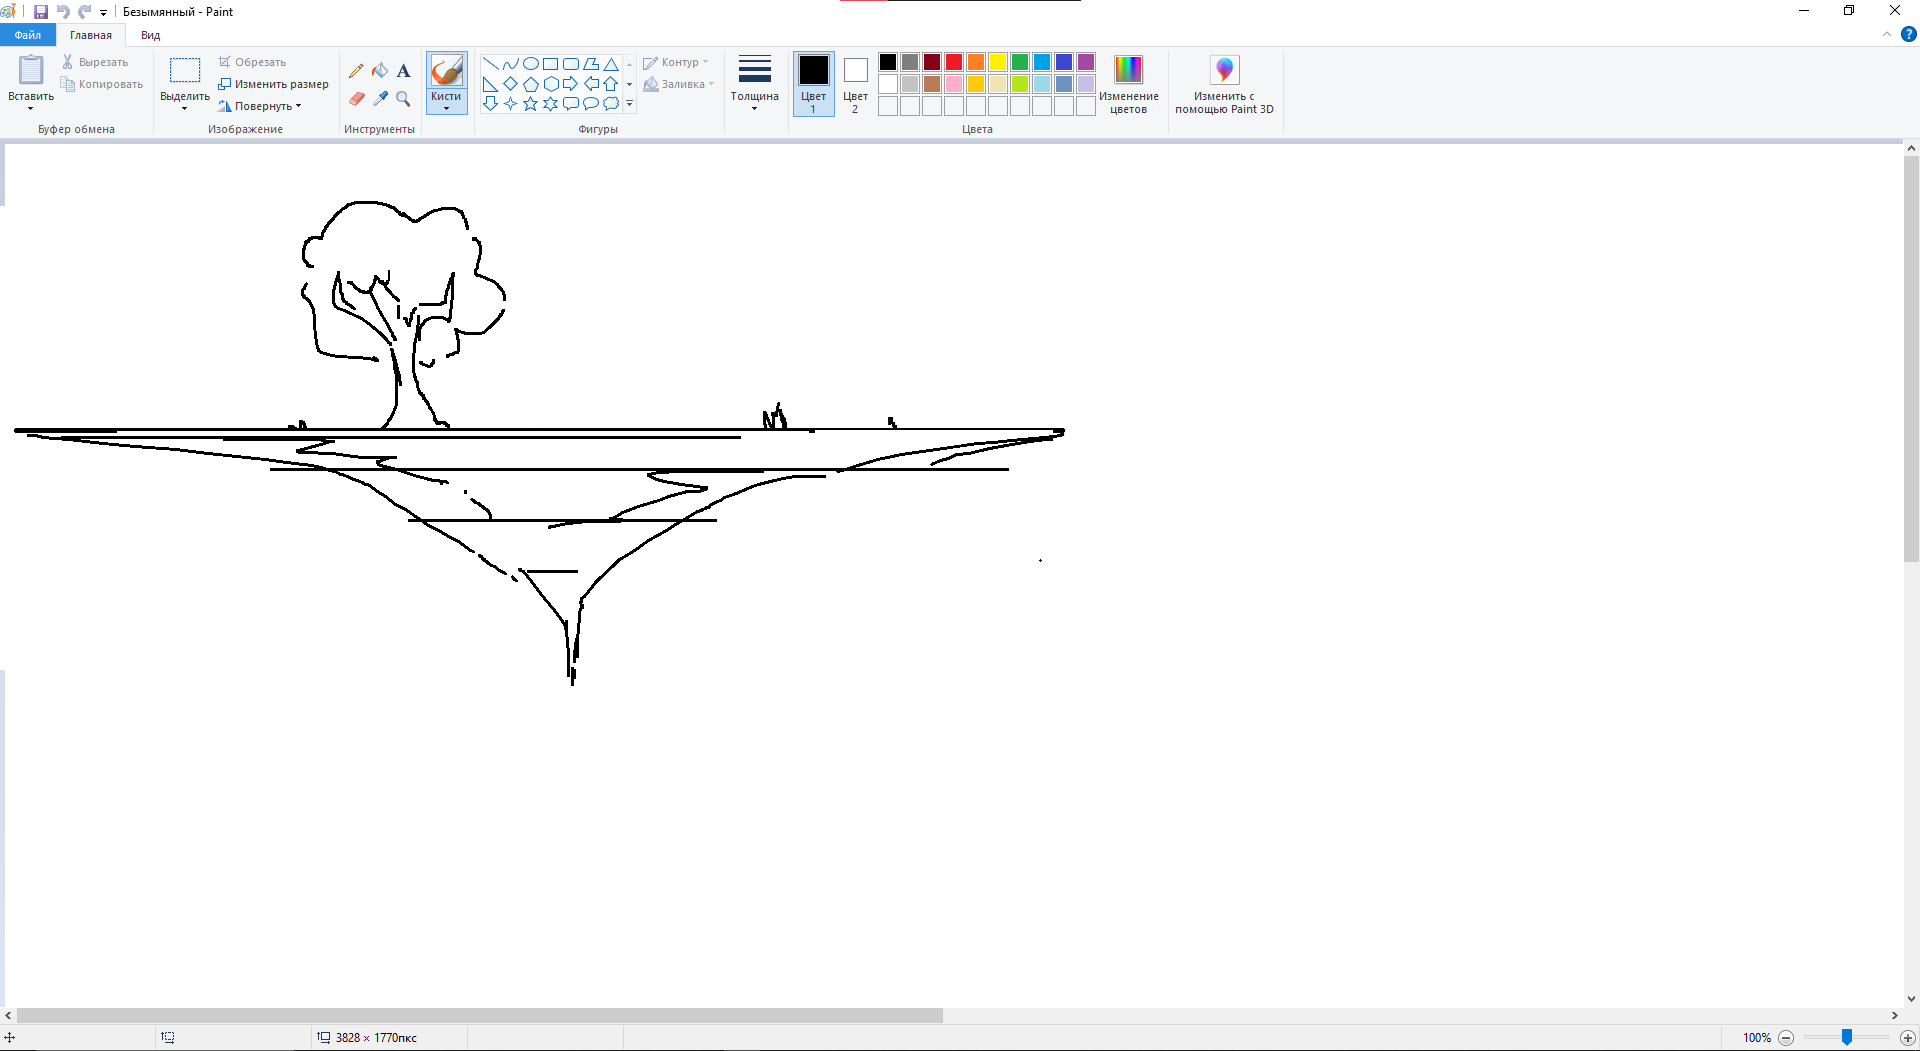 Безымянный - Paint
Файл Главная Вид
Вставить
Вырезать
Копировать
Буфер обмена
Выделить
Обрезать
Изменить размер
Повернуть
Изображение
A
Инструменты
Кисти
Контур
Заливка
Фигуры
Толщина
Цвет
1
Цвет
2
Изменение
цветов
Цвета
Изменить с
помощью Paint 3D
?
3828 × 1770пкс
100%